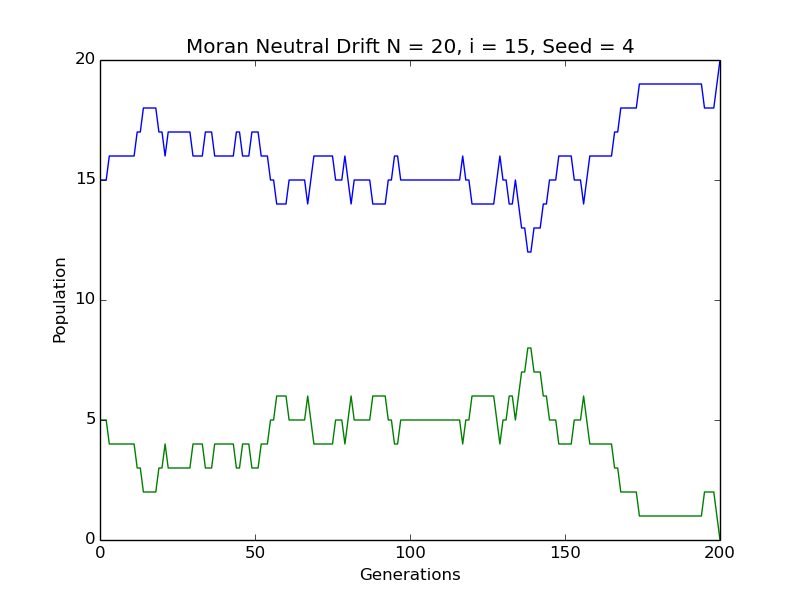 Moran Neutral Drift N = 20, i = 15, Seed = 4
20
15
10
5
0
Population
0 50 100 150 200
Generations